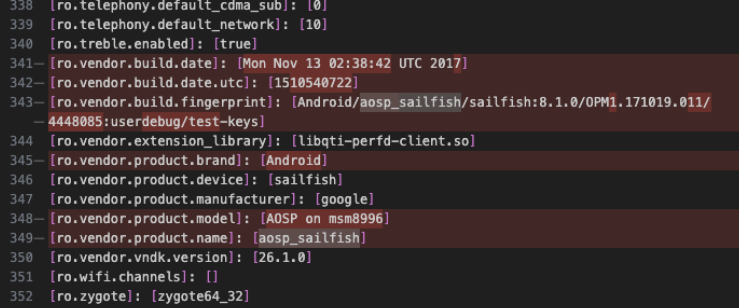 338 [ro.telephony.default_cdma_sub]: [0]
339 [ro.telephony.default_network]: [10]
340 [ro.treble.enabled]: [true]
341— [ro.vendor.build.date]: [Mon Nov 13 02:38:42 UTC 2017]
342— [ro.vendor.build.date.utc]: [1510540722]
343— [ro.vendor.build.fingerprint]: [Android/aosp_sailfish/sailfish:8.1.0/OPM1.171019.011/
— 4448085:userdebug/test-keys]
344 [ro.vendor.extension_library]: [libqti-perfd-client.so]
345— [ro.vendor.product.brand]: [Android]
346 [ro.vendor.product.device]: [sailfish]
347 [ro.vendor.product.manufacturer]: [google]
348— [ro.vendor.product.model]: [AOSP on msm8996]
349— [ro.vendor.product.name]: [aosp_sailfish]
350 [ro.vendor.vndk.version]: [26.1.0]
351 [ro.wifi.channels]: []
352 [ro.zygote]: [zygote64_32]